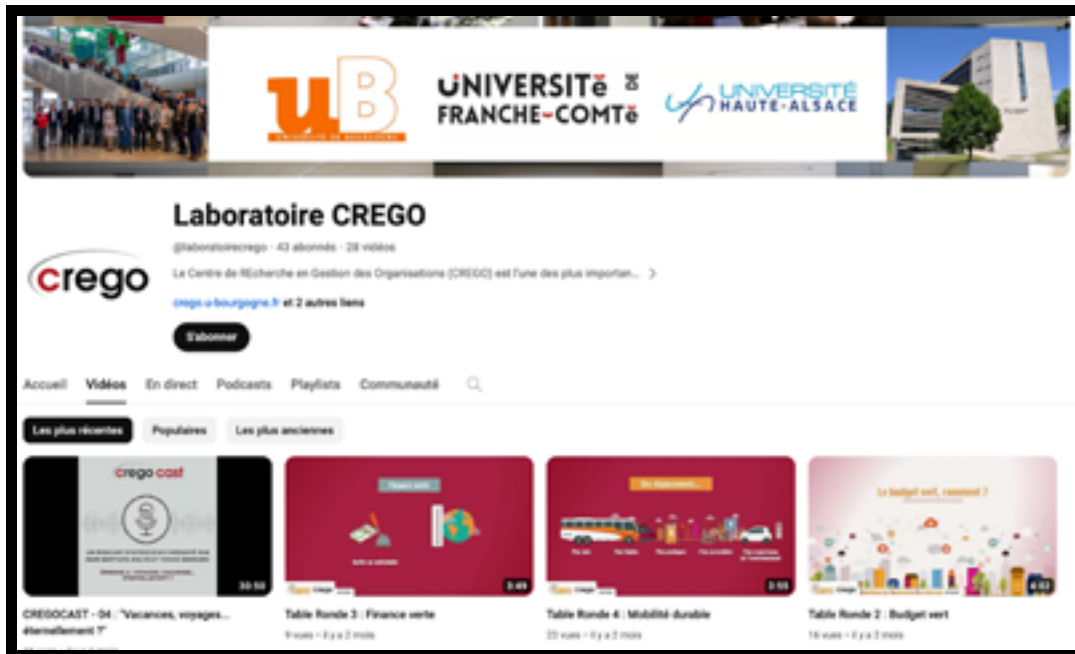 uB
UNIVERSITÉ DE BOURGOGNE
UNIVERSITÉ DE
FRANCHE-COMTÉ
UNIVERSITÉ
HAUTE-ALSACE
Laboratoire CREGO
crego
@laboratoirecrego · 43 abonnés · 28 vidéos
Le Centre de REcherche en Gestion des Organisations (CREGO) est l'une des plus importan...
crego.u-bourgogne.fr et 2 autres liens
S'abonner
Accueil Vidéos En direct Podcasts Playlists Communauté
Les plus récentes Populaires Les plus anciennes
crego cast
30:50
Finance verte
3:49
Des déplacements...
3:55
Le budget vert, comment ?
4:02
CREGOCAST - 04 : "Vacances, voyages...
éternellement ?"
Table Ronde 3 : Finance verte
9 vues · il y a 2 mois
Table Ronde 4 : Mobilité durable
23 vues · il y a 2 mois
Table Ronde 2 : Budget vert
16 vues · il y a 2 mois